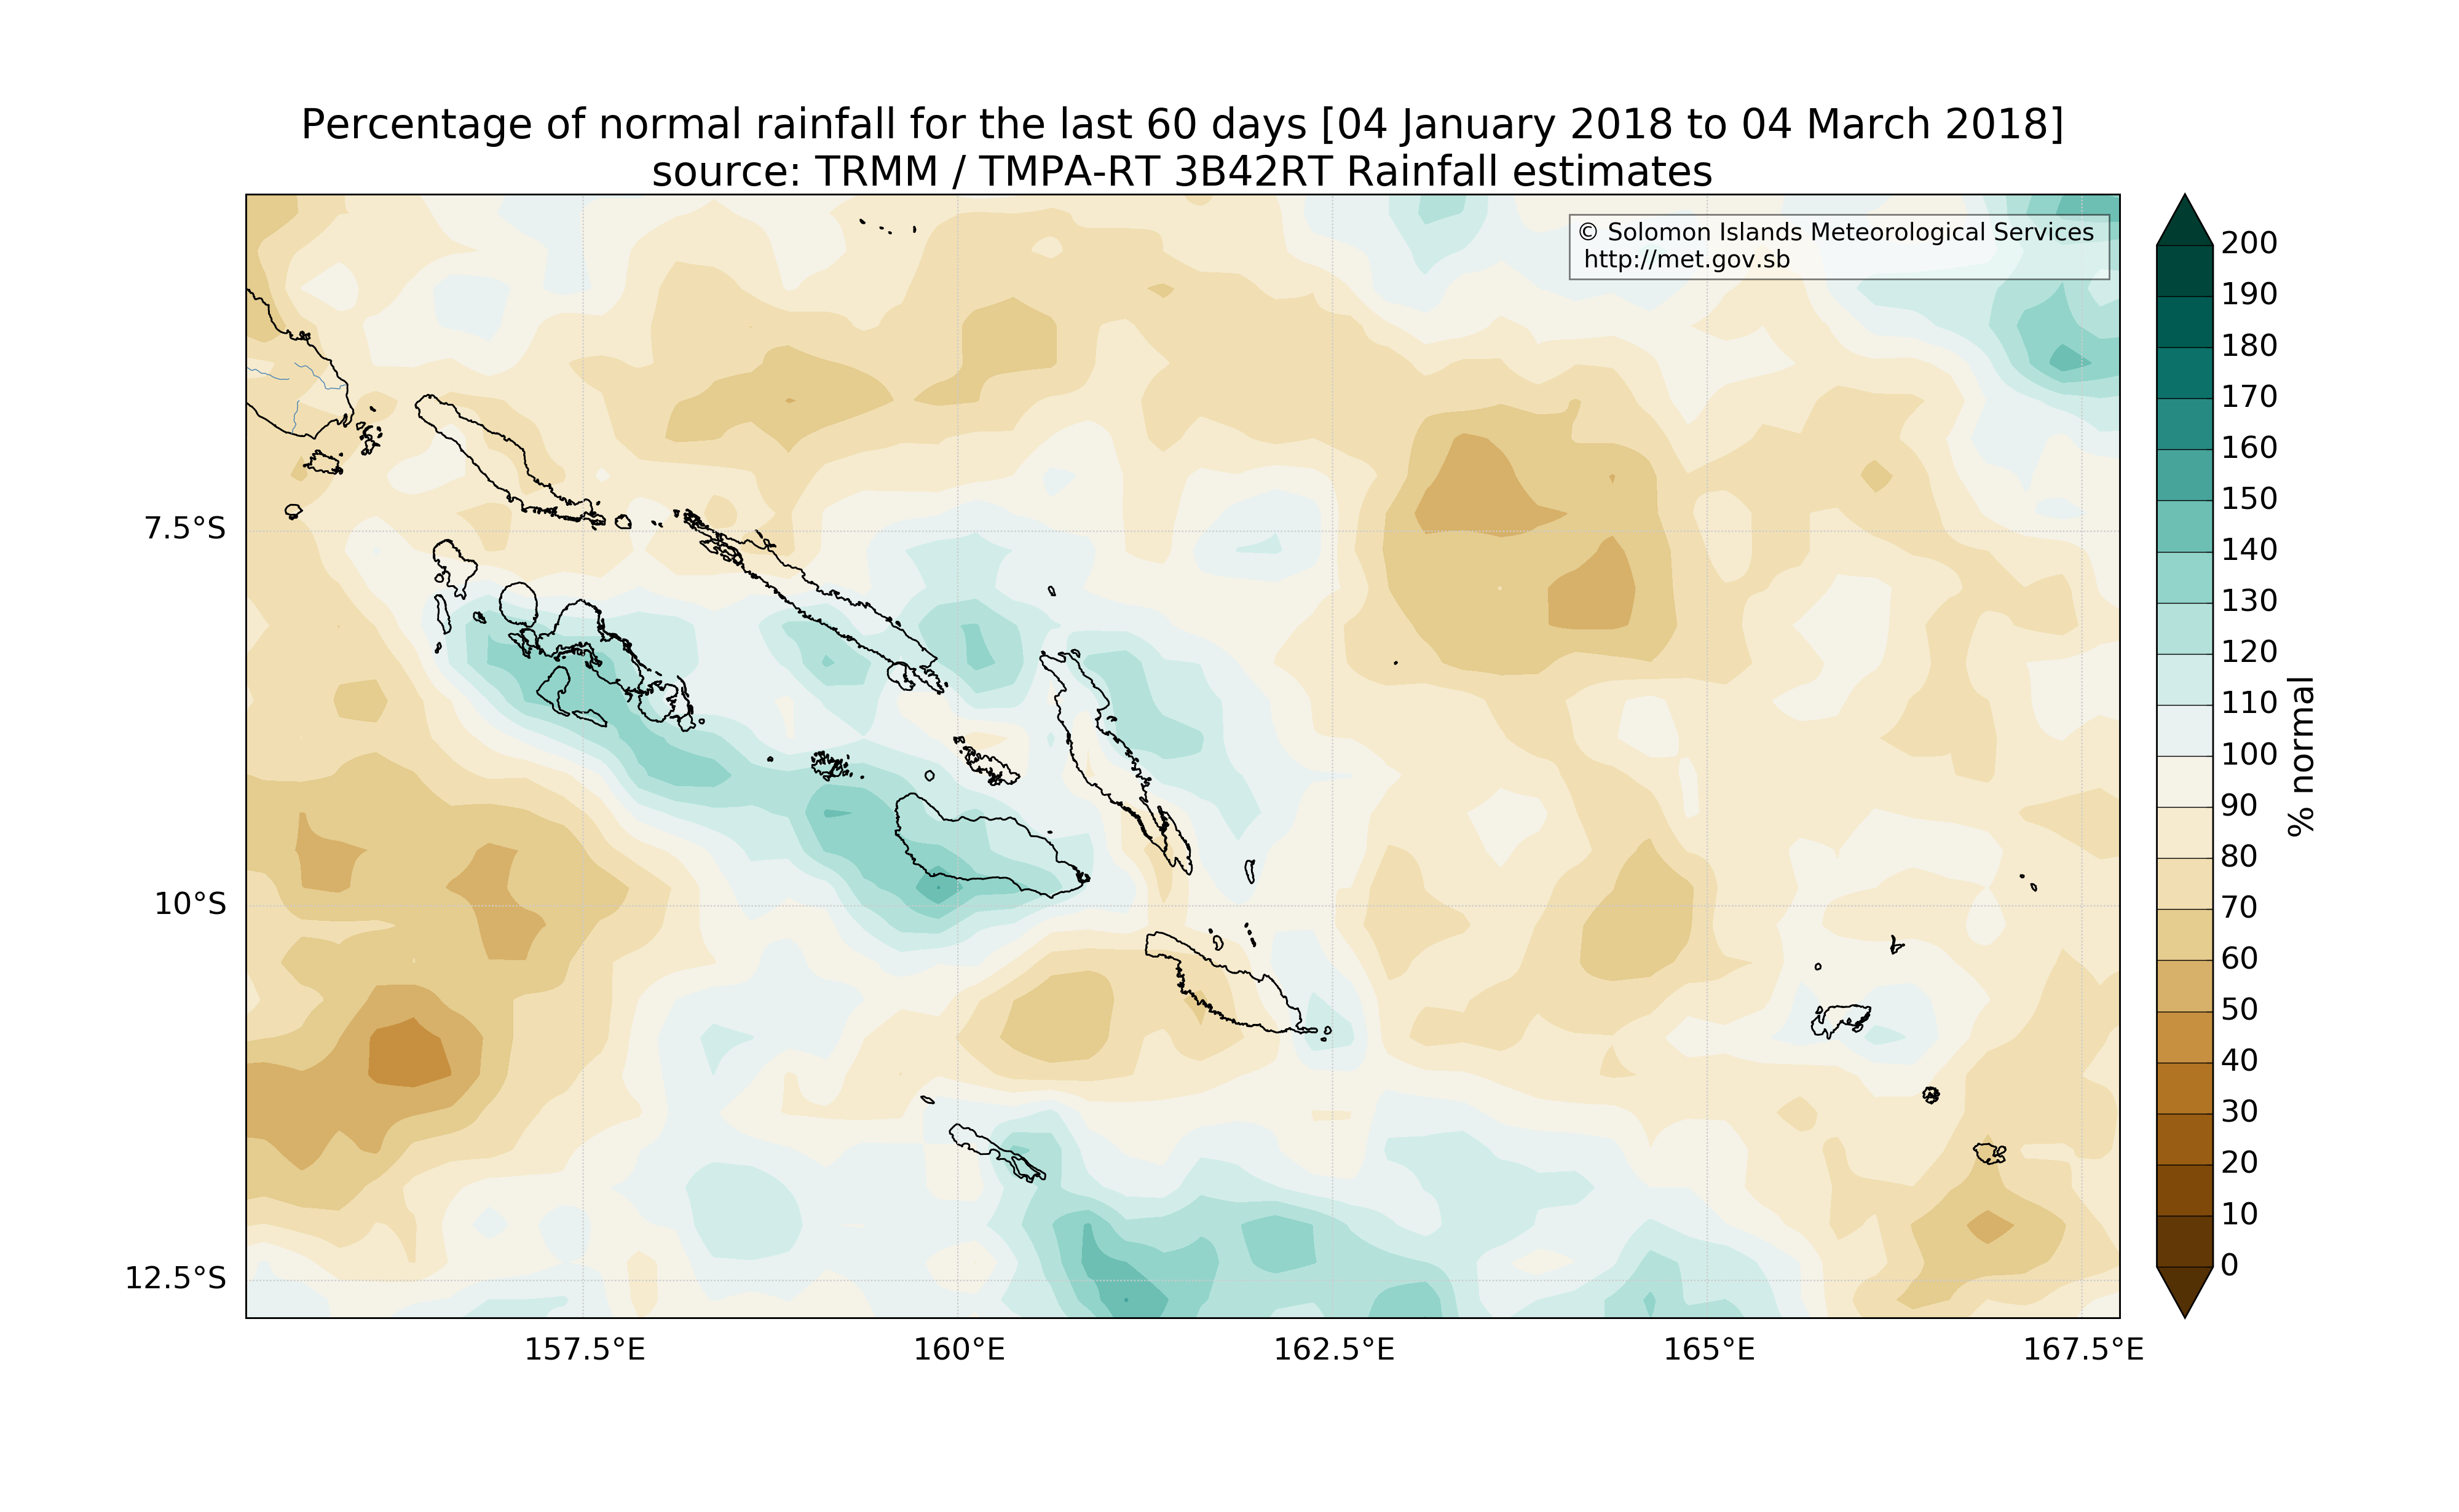 Percentage of normal rainfall for the last 60 days [04 January 2018 to 04 March 2018]
source: TRMM / TMPA-RT 3B42RT Rainfall estimates
© Solomon Islands Meteorological Services
http://met.gov.sb
7.5°S
10°S
12.5°S
157.5°E
160°E
162.5°E
165°E
167.5°E
200
190
180
170
160
150
140
130
120
110
100
90
80
70
60
50
40
30
20
10
0
% normal